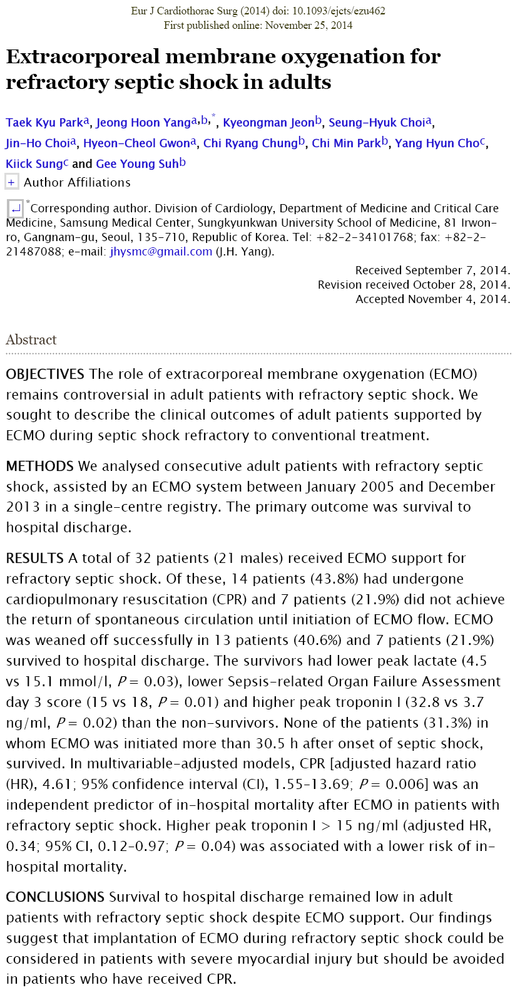 Eur J Cardiothorac Surg (2014) doi: 10.1093/ejcts/ezu462
First published online: November 25, 2014
Extracorporeal membrane oxygenation for
refractory septic shock in adults
Taek Kyu Parka, Jeong Hoon Yanga,b,*, Kyeongman Jeonb, Seung-Hyuk Choia,
Jin-Ho Choia, Hyeon-Cheol Gwona, Chi Ryang Chungb, Chi Min Parkb, Yang Hyun Choc,
Kiick Sungc and Gee Young Suhb
+ Author Affiliations
↵*Corresponding author. Division of Cardiology, Department of Medicine and Critical Care
Medicine, Samsung Medical Center, Sungkyunkwan University School of Medicine, 81 Irwon-
ro, Gangnam-gu, Seoul, 135-710, Republic of Korea. Tel: +82-2-34101768; fax: +82-2-
21487088; e-mail: jhysmc@gmail.com (J.H. Yang).
Received September 7, 2014.
Revision received October 28, 2014.
Accepted November 4, 2014.
Abstract
OBJECTIVES The role of extracorporeal membrane oxygenation (ECMO)
remains controversial in adult patients with refractory septic shock. We
sought to describe the clinical outcomes of adult patients supported by
ECMO during septic shock refractory to conventional treatment.
METHODS We analysed consecutive adult patients with refractory septic
shock, assisted by an ECMO system between January 2005 and December
2013 in a single-centre registry. The primary outcome was survival to
hospital discharge.
RESULTS A total of 32 patients (21 males) received ECMO support for
refractory septic shock. Of these, 14 patients (43.8%) had undergone
cardiopulmonary resuscitation (CPR) and 7 patients (21.9%) did not achieve
the return of spontaneous circulation until initiation of ECMO flow. ECMO
was weaned off successfully in 13 patients (40.6%) and 7 patients (21.9%)
survived to hospital discharge. The survivors had lower peak lactate (4.5
vs 15.1 mmol/l, P = 0.03), lower Sepsis-related Organ Failure Assessment
day 3 score (15 vs 18, P = 0.01) and higher peak troponin I (32.8 vs 3.7
ng/ml, P = 0.02) than the non-survivors. None of the patients (31.3%) in
whom ECMO was initiated more than 30.5 h after onset of septic shock,
survived. In multivariable-adjusted models, CPR [adjusted hazard ratio
(HR), 4.61; 95% confidence interval (CI), 1.55–13.69; P = 0.006] was an
independent predictor of in-hospital mortality after ECMO in patients with
refractory septic shock. Higher peak troponin I > 15 ng/ml (adjusted HR,
0.34; 95% CI, 0.12–0.97; P = 0.04) was associated with a lower risk of in-
hospital mortality.
CONCLUSIONS Survival to hospital discharge remained low in adult
patients with refractory septic shock despite ECMO support. Our findings
suggest that implantation of ECMO during refractory septic shock could be
considered in patients with severe myocardial injury but should be avoided
in patients who have received CPR.